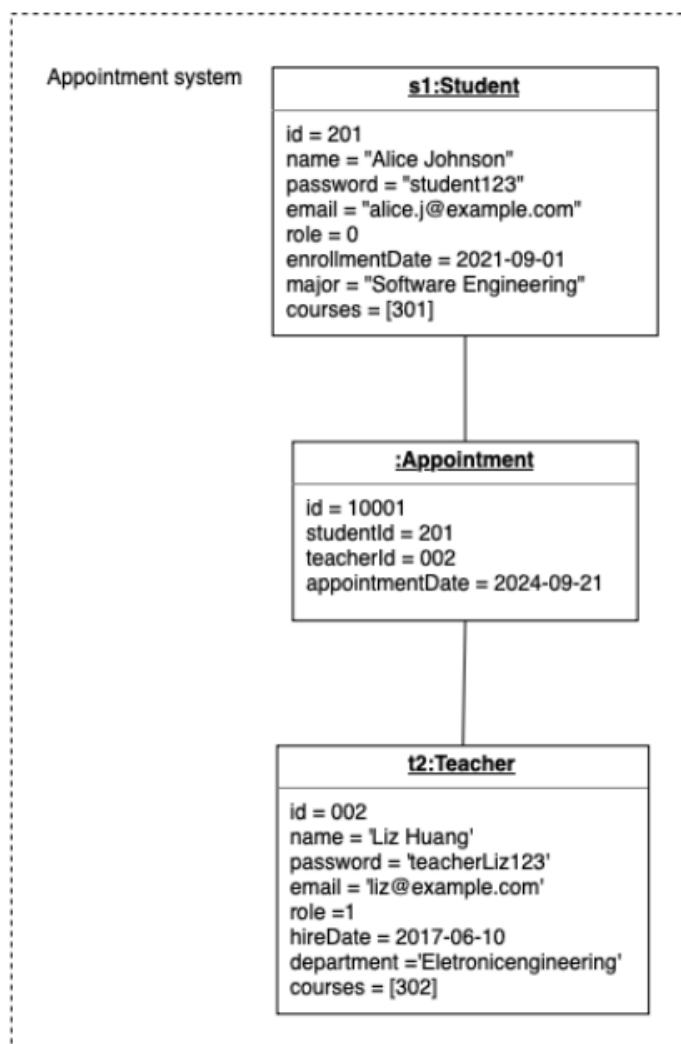 Appointment system
s1:Student
id = 201
name = "Alice Johnson"
password = "student123"
email = "alice.j@example.com"
role = 0
enrollmentDate = 2021-09-01
major = "Software Engineering"
courses = [301]
:Appointment
id = 10001
studentId = 201
teacherId = 002
appointmentDate = 2024-09-21
t2:Teacher
id = 002
name = 'Liz Huang'
password = 'teacherLiz123'
email = 'liz@example.com'
role =1
hireDate = 2017-06-10
department ='Eletronicengineering'
courses = [302]